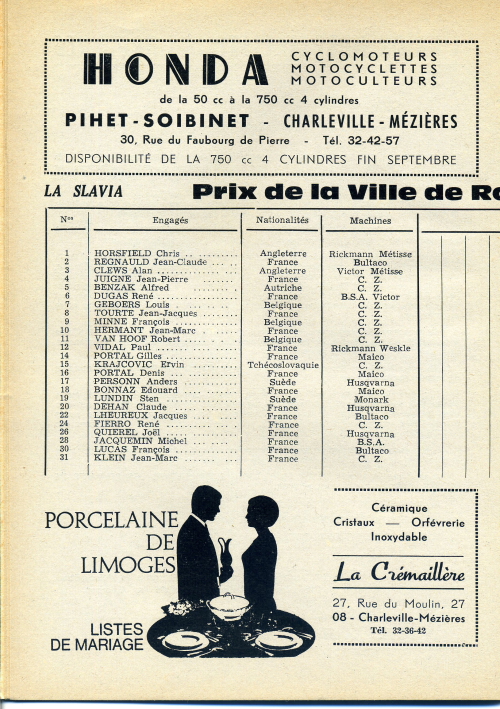 HONDA
CYCLOMOTEURS
MOTOCYCLETTES
MOTOCULTEURS
de la 50 cc à la 750 cc 4 cylindres
PIHET-SOIBINET - CHARLEVILLE-MÉZIÈRES
30, Rue du Faubourg de Pierre - Tél. 32-42-57
DISPONIBILITÉ DE LA 750 cc 4 CYLINDRES FIN SEPTEMBRE
LA SLAVIA Prix de la Ville de Ro
Nos Engagés Nationalités Machines
1 HORSFIELD Chris .......... Angleterre Rickmann Métisse
2 REGNAULD Jean-Claude ..... France Bultaco
3 CLEWS Alan ............... Angleterre Victor Métisse
4 JUIGNE Jean-Pierre ........ France C. Z.
5 BENZAK Alfred ............ Autriche C. Z.
6 DUGAS René ............... France B.S.A. Victor
7 GEBOERS Louis ............ Belgique C. Z.
8 TOURTE Jean-Jacques ....... France C. Z.
9 MINNE François ............ Belgique C. Z.
10 HERMANT Jean-Marc ....... France C. Z.
11 VAN HOOF Robert .......... Belgique C. Z.
12 VIDAL Paul ............... France Rickmann Weskle
14 PORTAL Gilles ............. France Maico
15 KRAJCOVIC Ervin .......... Tchécoslovaquie C. Z.
16 PORTAL Denis ............. France Maico
17 PERSONN Anders ........... Suède Husqvarna
18 BONNAZ Edouard ........... France Maico
19 LUNDIN Sten .............. Suède Monark
20 DEHAN Claude ............. France Husqvarna
22 LHEUREUX Jacques ......... France Bultaco
24 FIERRO René .............. France C. Z.
26 QUIEREL Joël .............. France Husqvarna
28 JACQUEMIN Michel ......... France B.S.A.
30 LUCAS François ............ France Bultaco
31 KLEIN Jean-Marc ........... France C. Z.
PORCELAINE
DE
LIMOGES
LISTES
DE MARIAGE
Céramique
Cristaux — Orfévrerie
Inoxydable
La Crémaillère
27, Rue du Moulin, 27
08 - Charleville-Mézières
Tél. 32-36-42